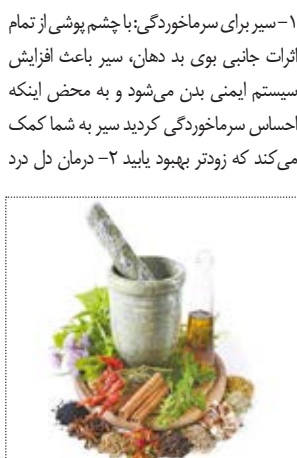 ۱-سیر برای سرماخوردگی: با چشم پوشی از تمام
اثرات جانبی بوی بد دهان، سیر باعث افزایش
سیستم ایمنی بدن می‌شود و به محض اینکه
احساس سرماخوردگی کردید سیر به شما کمک
می‌کند که زودتر بهبود یابید ۲- درمان دل درد